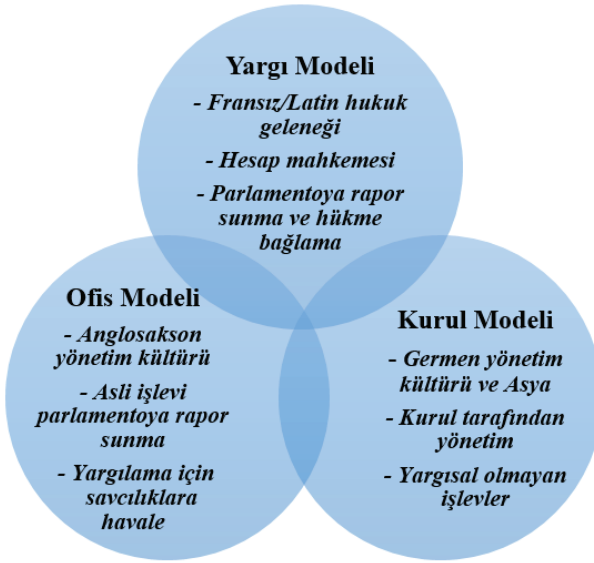 Yargı Modeli
- Fransız/Latin hukuk
geleneği
- Hesap mahkemesi
- Parlamentoya rapor
sunma ve hükme
bağlama
Ofis Modeli
- Anglosakson
yönetim kültürü
- Asli işlevi
parlamentoya rapor
sunma
- Yargılama için
savcılıklara
havale
Kurul Modeli
- Germen yönetim
kültürü ve Asya
- Kurul tarafından
yönetim
- Yargısal olmayan
işlevler